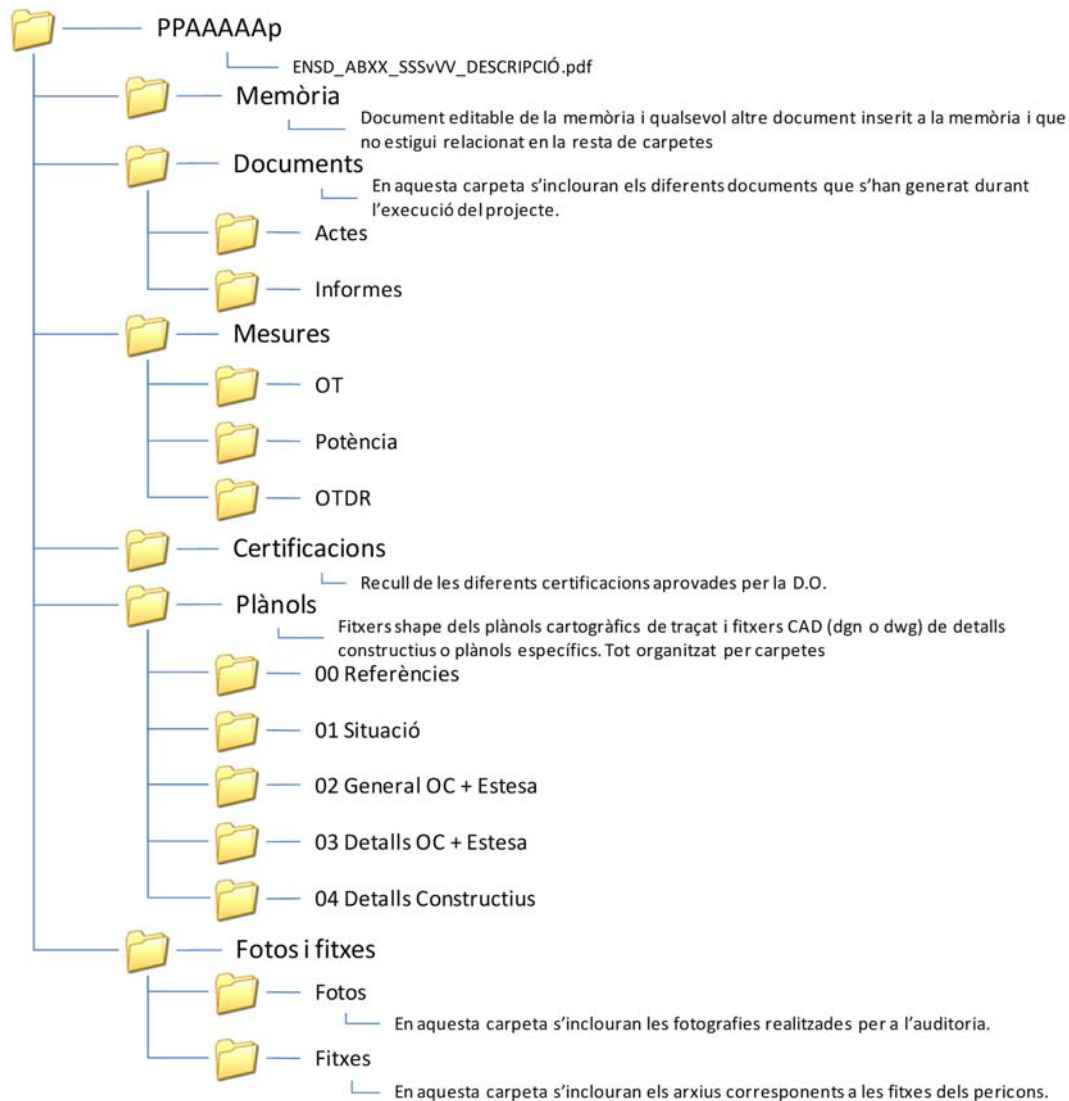 PPAAAAAp
ENSD_ABXX_SSSvVV_DESCRIPCIÓ.pdf
Memòria
Document editable de la memòria i qualsevol altre document inserit a la memòria i que
no estigui relacionat en la resta de carpetes
Documents
En aquesta carpeta s’inclouran els diferents documents que s’han generat durant
l’execució del projecte.
Actes
Informes
Mesures
OT
Potència
OTDR
Certificacions
Recull de les diferents certificacions aprovades per la D.O.
Plànols
Fitxers shape dels plànols cartogràfics de traçat i fitxers CAD (dgn o dwg) de detalls
constructius o plànols específics. Tot organitzat per carpetes
00 Referències
01 Situació
02 General OC + Estesa
03 Detalls OC + Estesa
04 Detalls Constructius
Fotos i fitxes
Fotos
En aquesta carpeta s’inclouran les fotografies realitzades per a l’auditoria.
Fitxes
En aquesta carpeta s’inclouran els arxius corresponents a les fitxes dels pericons.